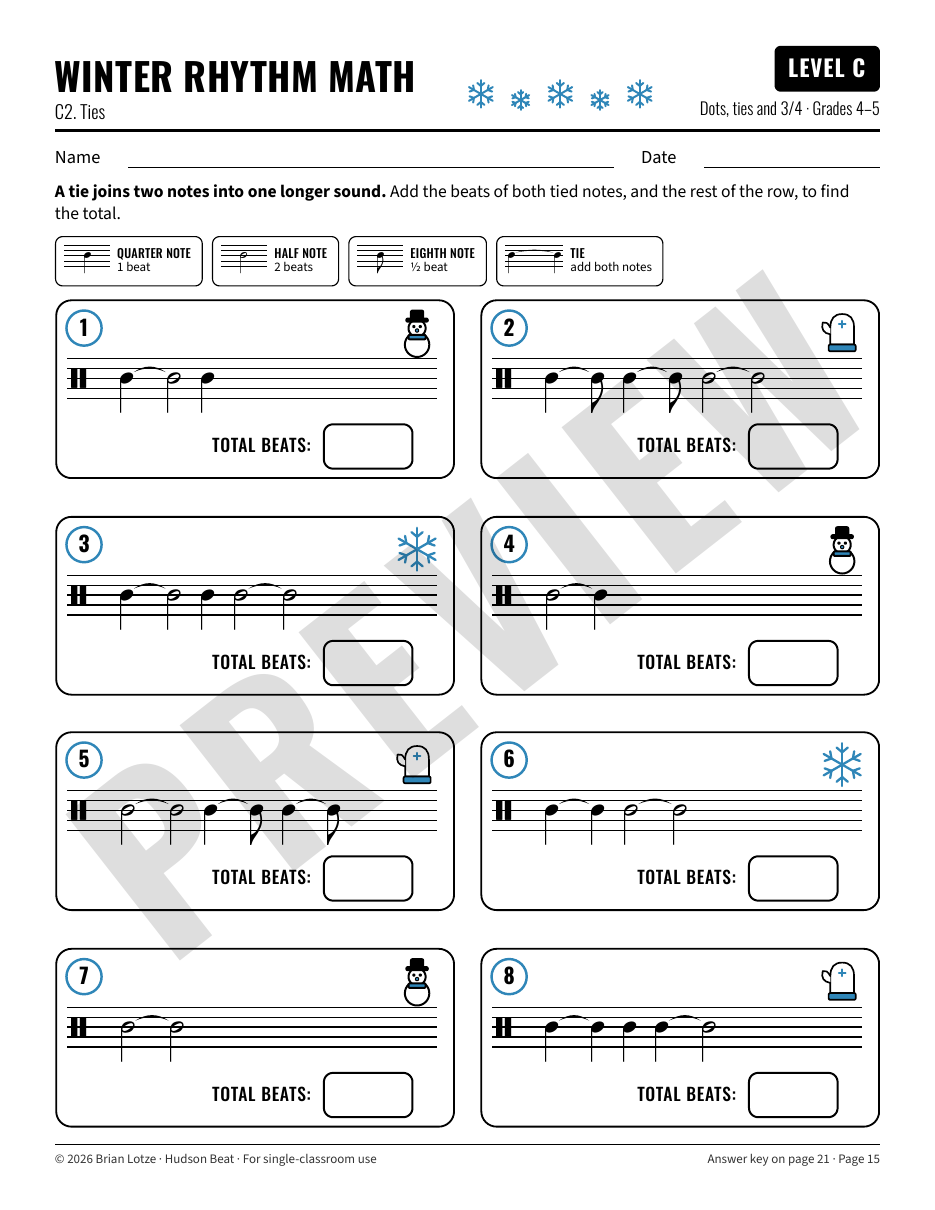 WINTER RHYTHM MATH
LEVEL C
C2. Ties
Dots, ties and 3/4 · Grades 4–5
Name
Date
A tie joins two notes into one longer sound. Add the beats of both tied notes, and the rest of the row, to find
the total.
QUARTER NOTE
1 beat
HALF NOTE
2 beats
EIGHTH NOTE
½ beat
TIE
add both notes
1
TOTAL BEATS:
2
TOTAL BEATS:
3
TOTAL BEATS:
4
TOTAL BEATS:
5
TOTAL BEATS:
6
TOTAL BEATS:
7
TOTAL BEATS:
8
TOTAL BEATS:
PREVIEW
© 2026 Brian Lotze · Hudson Beat · For single-classroom use
Answer key on page 21 · Page 15